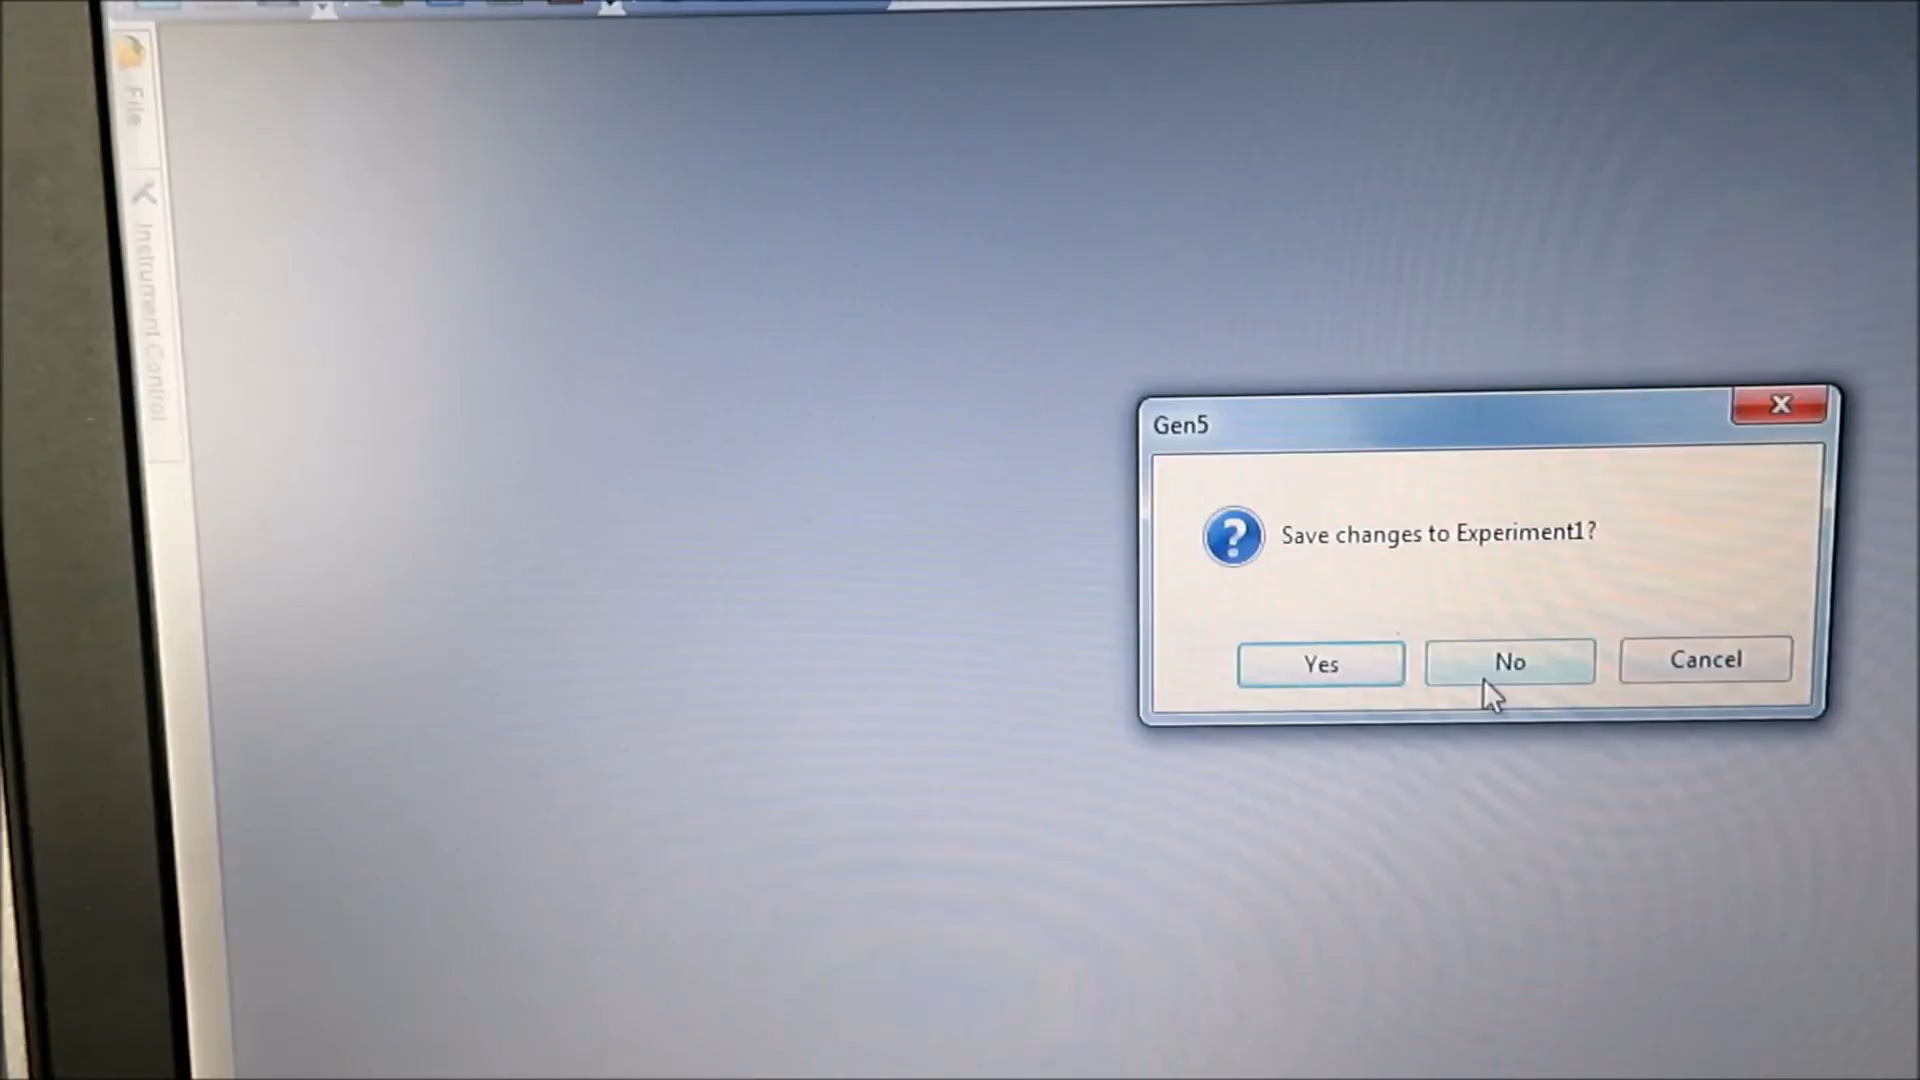 File
Instrument Control
Gen5
Save changes to Experiment1?
Yes
No
Cancel